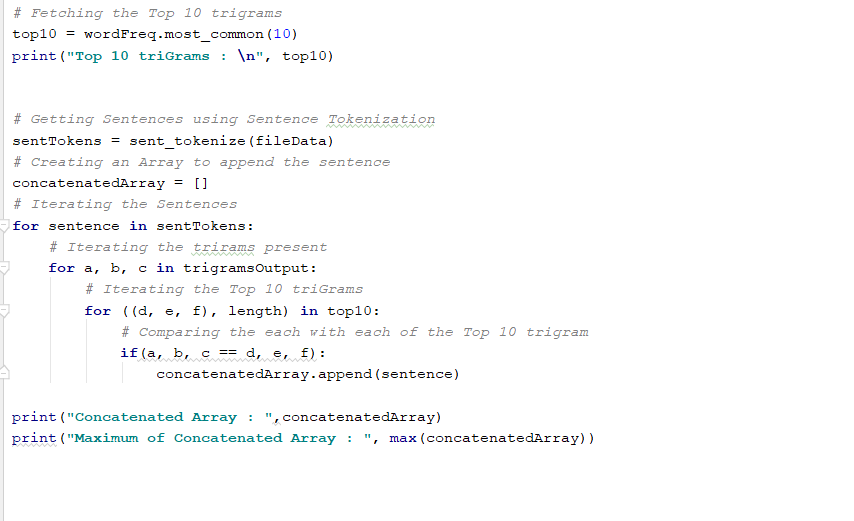 # Fetching the Top 10 trigrams
top10 = wordFreq.most_common(10)
print("Top 10 triGrams : \n", top10)
# Getting Sentences using Sentence Tokenization
sentTokens = sent_tokenize(fileData)
# Creating an Array to append the sentence
concatenatedArray = []
# Iterating the Sentences
for sentence in sentTokens:
# Iterating the trirams present
for a, b, c in trigramsOutput:
# Iterating the Top 10 triGrams
for ((d, e, f), length) in top10:
# Comparing the each with each of the Top 10 trigram
if(a, b, c == d, e, f):
concatenatedArray.append(sentence)
print("Concatenated Array : ",concatenatedArray)
print("Maximum of Concatenated Array : ", max(concatenatedArray))